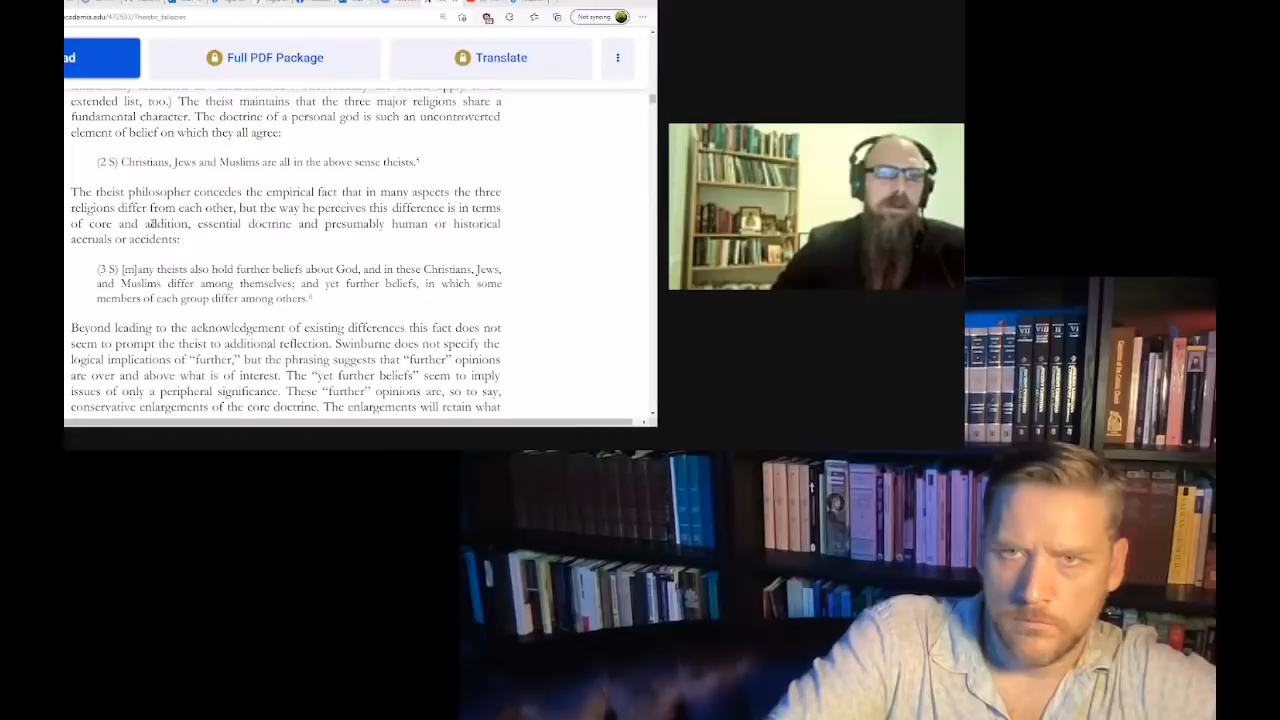 academia.edu/472933/Theistic_fallacies
Not syncing
ad
Full PDF Package
Translate
extended list, too.) The theist maintains that the three major religions share a
fundamental character. The doctrine of a personal god is such an uncontroverted
element of belief on which they all agree:
(2 S) Christians, Jews and Muslims are all in the above sense theists.⁵
The theist philosopher concedes the empirical fact that in many aspects the three
religions differ from each other, but the way he perceives this difference is in terms
of core and addition, essential doctrine and presumably human or historical
accruals or accidents:
(3 S) [m]any theists also hold further beliefs about God, and in these Christians, Jews,
and Muslims differ among themselves; and yet further beliefs, in which some
members of each group differ among others.⁶
Beyond leading to the acknowledgement of existing differences this fact does not
seem to prompt the theist to additional reflection. Swinburne does not specify the
logical implications of “further,” but the phrasing suggests that “further” opinions
are over and above what is of interest. The “yet further beliefs” seem to imply
issues of only a peripheral significance. These “further” opinions are, so to say,
conservative enlargements of the core doctrine. The enlargements will retain what